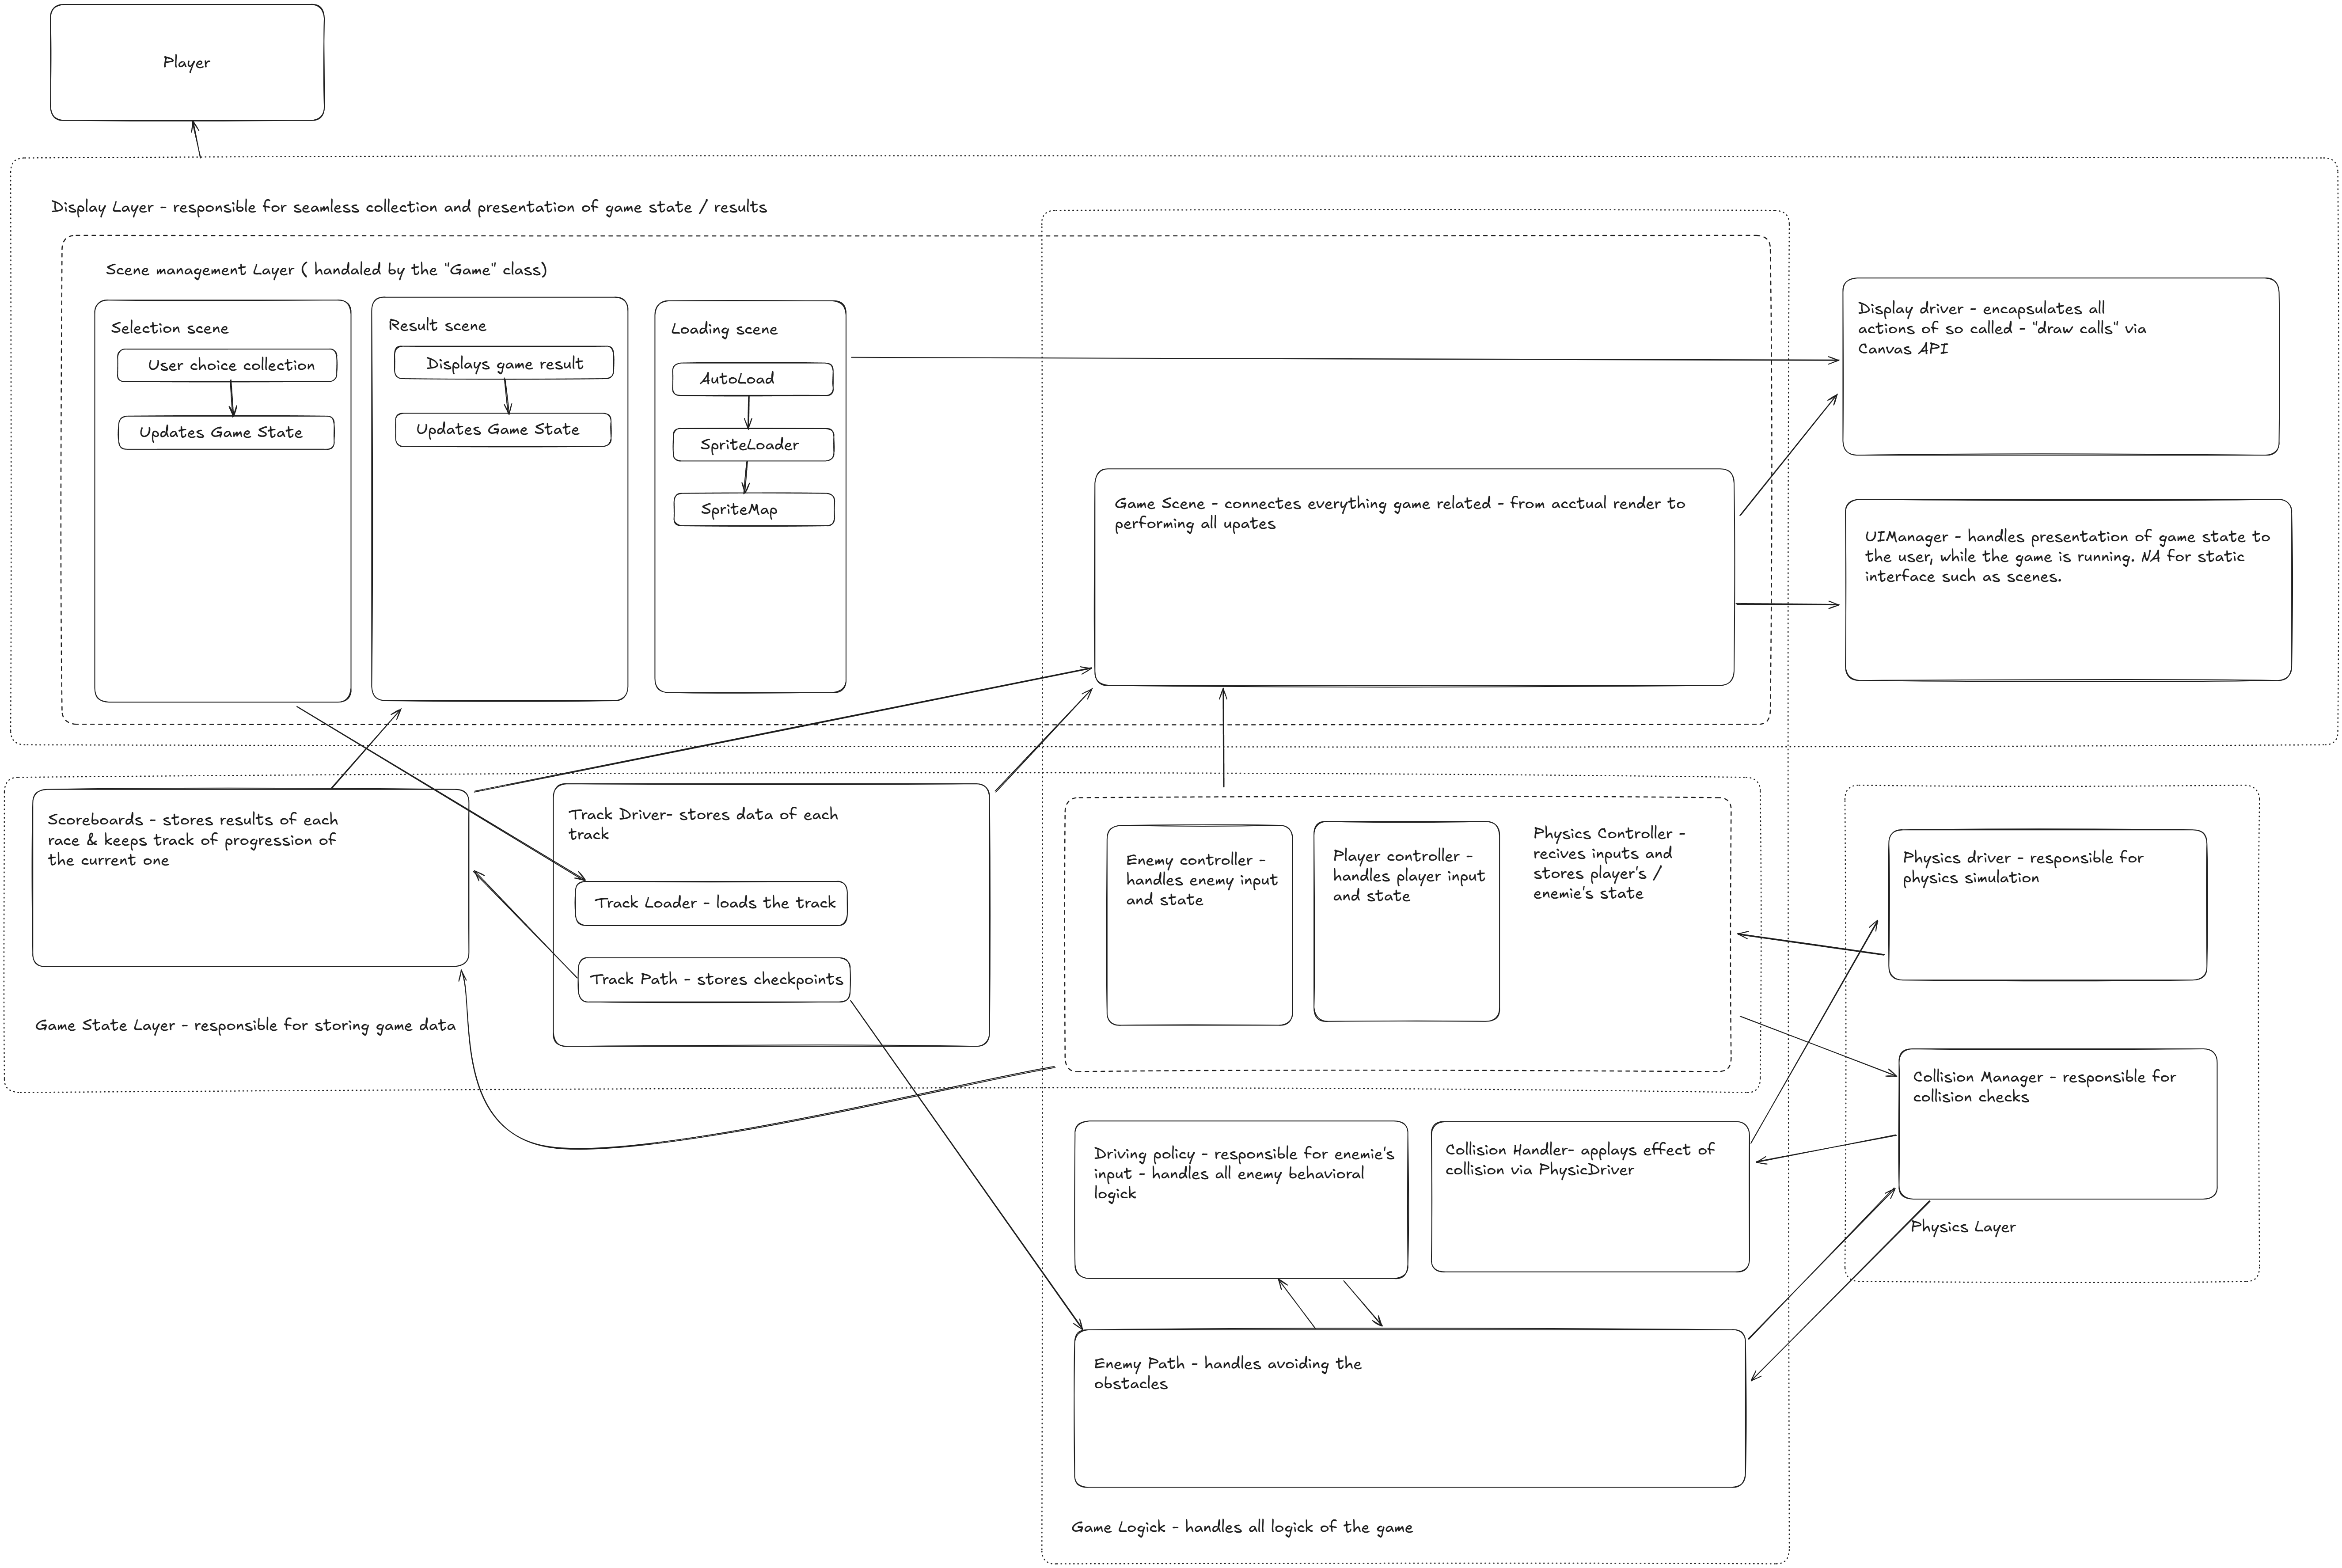 Player
Display Layer - responsible for seamless collection and presentation of game state / results
Scene management Layer ( handaled by the "Game" class)
Selection scene
User choice collection
Updates Game State
Result scene
Displays game result
Updates Game State
Loading scene
AutoLoad
SpriteLoader
SpriteMap
Game Scene - connectes everything game related - from acctual render to
performing all upates
Display driver - encapsulates all
actions of so called - "draw calls" via
Canvas API
UIManager - handles presentation of game state to
the user, while the game is running. NA for static
interface such as scenes.
Scoreboards - stores results of each
race & keeps track of progression of
the current one
Game State Layer - responsible for storing game data
Track Driver- stores data of each
track
Track Loader - loads the track
Track Path - stores checkpoints
Enemy controller -
handles enemy input
and state
Player controller -
handles player input
and state
Physics Controller -
recives inputs and
stores player's /
enemie's state
Physics driver - responsible for
physics simulation
Collision Manager - responsible for
collision checks
Physics Layer
Driving policy - responsible for enemie's
input - handles all enemy behavioral
logick
Collision Handler- applays effect of
collision via PhysicDriver
Enemy Path - handles avoiding the
obstacles
Game Logick - handles all logick of the game